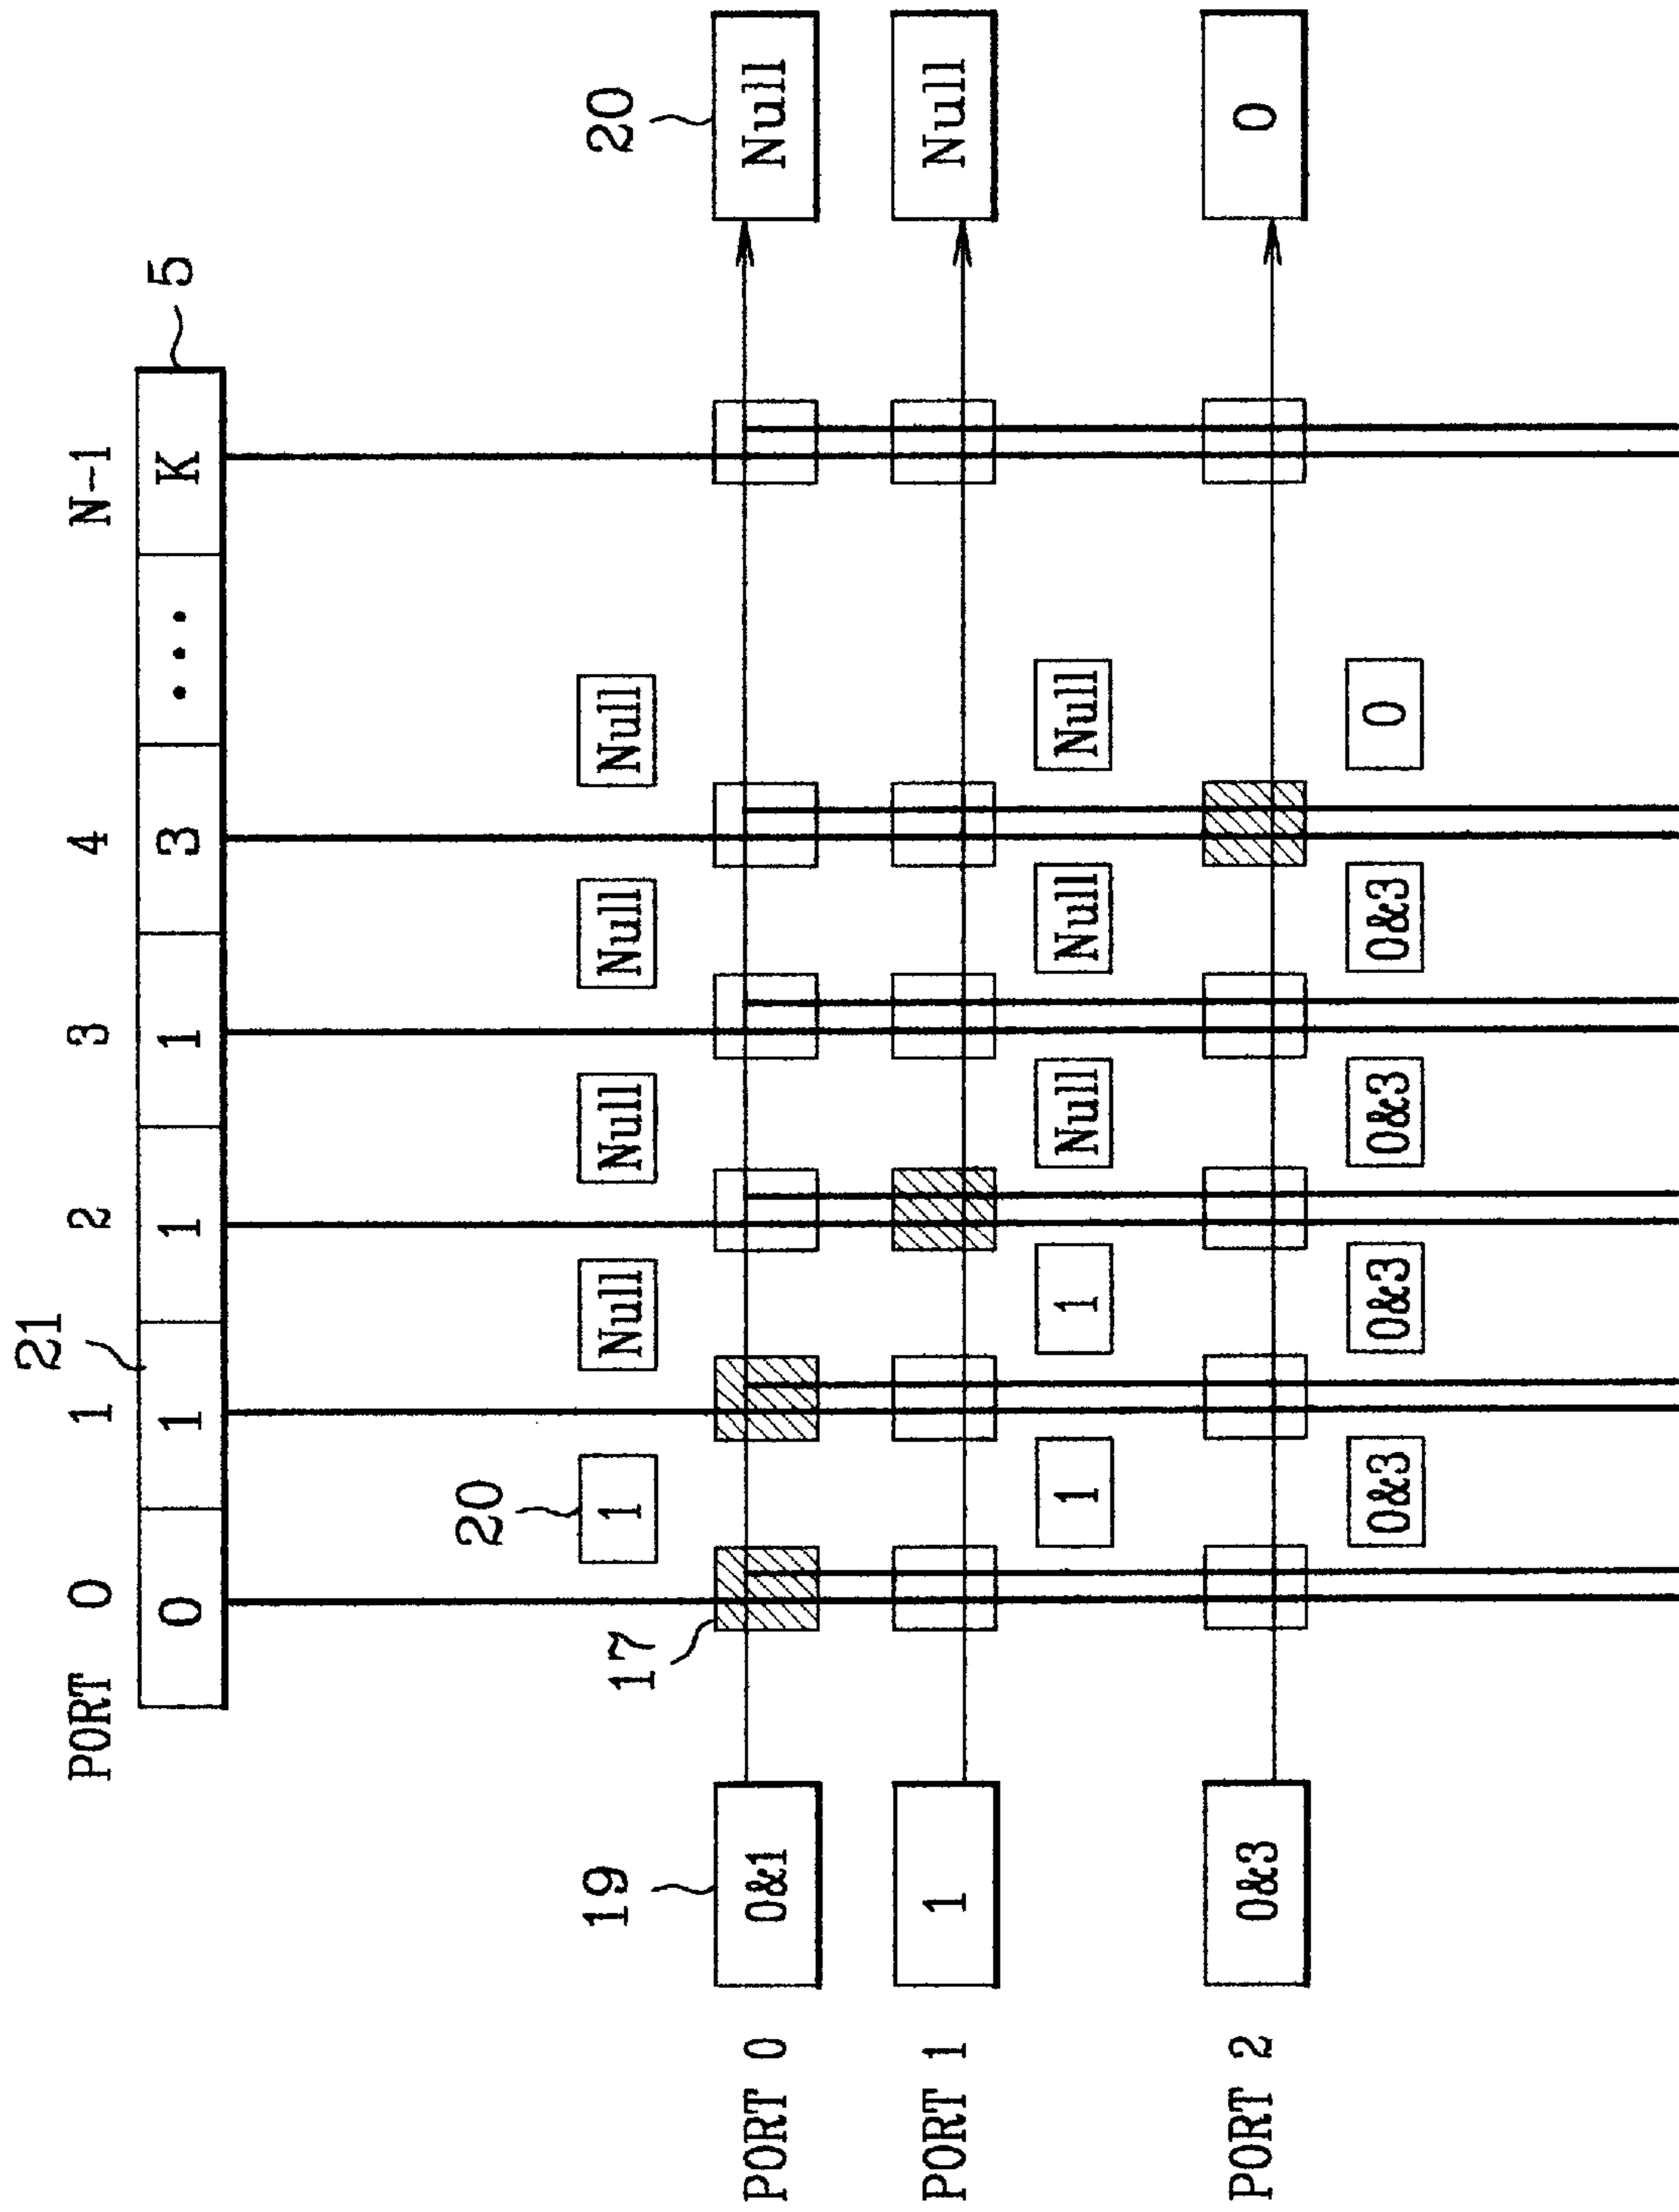 21
PORT 0 1 2 3 4 N-1
0 1 1 1 3 ... K 5
20
19 17 1 Null Null Null Null 20
PORT 0 0&1 Null
PORT 1 1 Null
1 1 Null Null Null
PORT 2 0&3 0
0&3 0&3 0&3 0&3 0